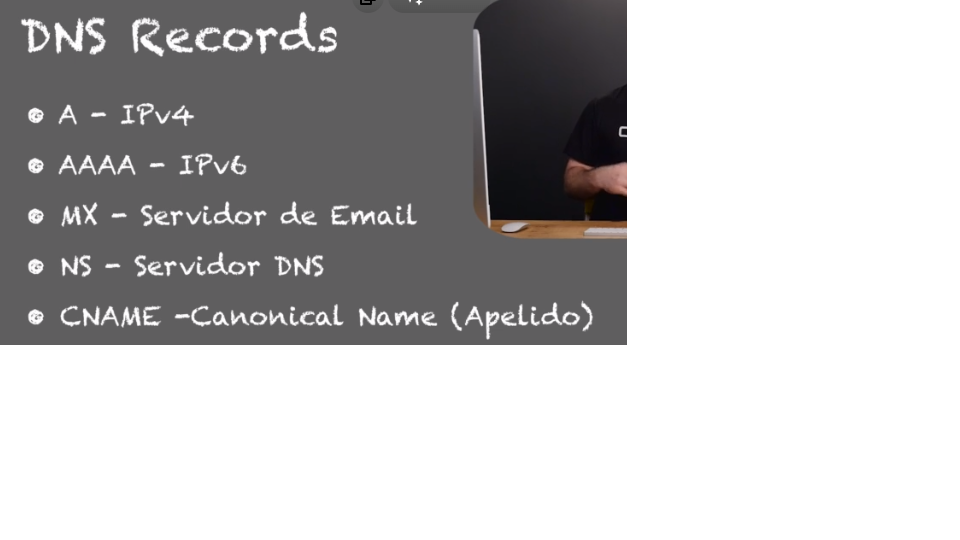 DNS Records
A - IPv4
AAAA - IPv6
MX - Servidor de Email
NS - Servidor DNS
CNAME -Canonical Name (Apelido)